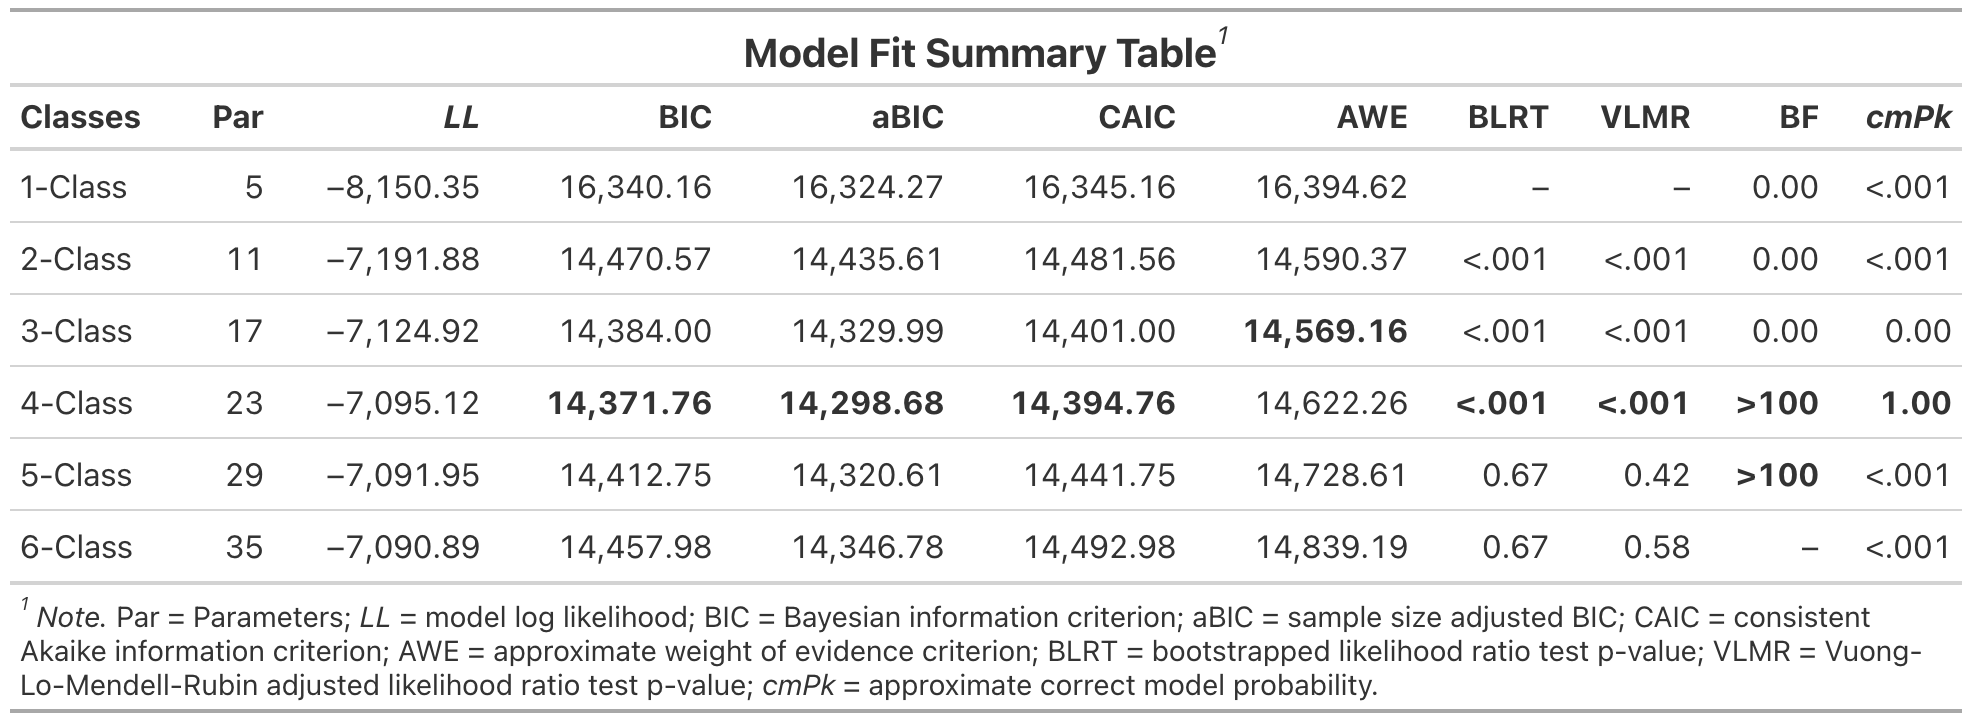 Model Fit Summary Table1
Classes Par LL BIC aBIC CAIC AWE BLRT VLMR BF cmPk
1-Class 5 −8,150.35 16,340.16 16,324.27 16,345.16 16,394.62 – – 0.00 <.001
2-Class 11 −7,191.88 14,470.57 14,435.61 14,481.56 14,590.37 <.001 <.001 0.00 <.001
3-Class 17 −7,124.92 14,384.00 14,329.99 14,401.00 14,569.16 <.001 <.001 0.00 0.00
4-Class 23 −7,095.12 14,371.76 14,298.68 14,394.76 14,622.26 <.001 <.001 >100 1.00
5-Class 29 −7,091.95 14,412.75 14,320.61 14,441.75 14,728.61 0.67 0.42 >100 <.001
6-Class 35 −7,090.89 14,457.98 14,346.78 14,492.98 14,839.19 0.67 0.58 – <.001
1 Note. Par = Parameters; LL = model log likelihood; BIC = Bayesian information criterion; aBIC = sample size adjusted BIC; CAIC = consistent
Akaike information criterion; AWE = approximate weight of evidence criterion; BLRT = bootstrapped likelihood ratio test p-value; VLMR = Vuong-
Lo-Mendell-Rubin adjusted likelihood ratio test p-value; cmPk = approximate correct model probability.